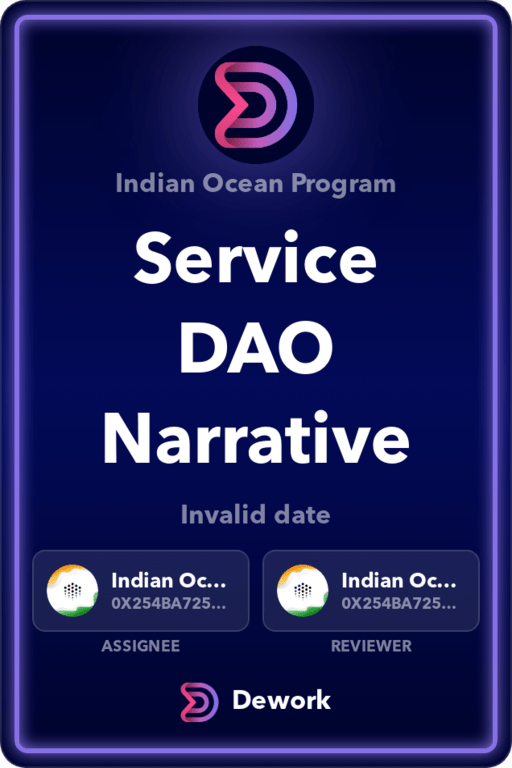 Indian Ocean Program
Service
DAO
Narrative
Invalid date
Indian Oc...
0X254BA725...
ASSIGNEE
Indian Oc...
0X254BA725...
REVIEWER
Dework